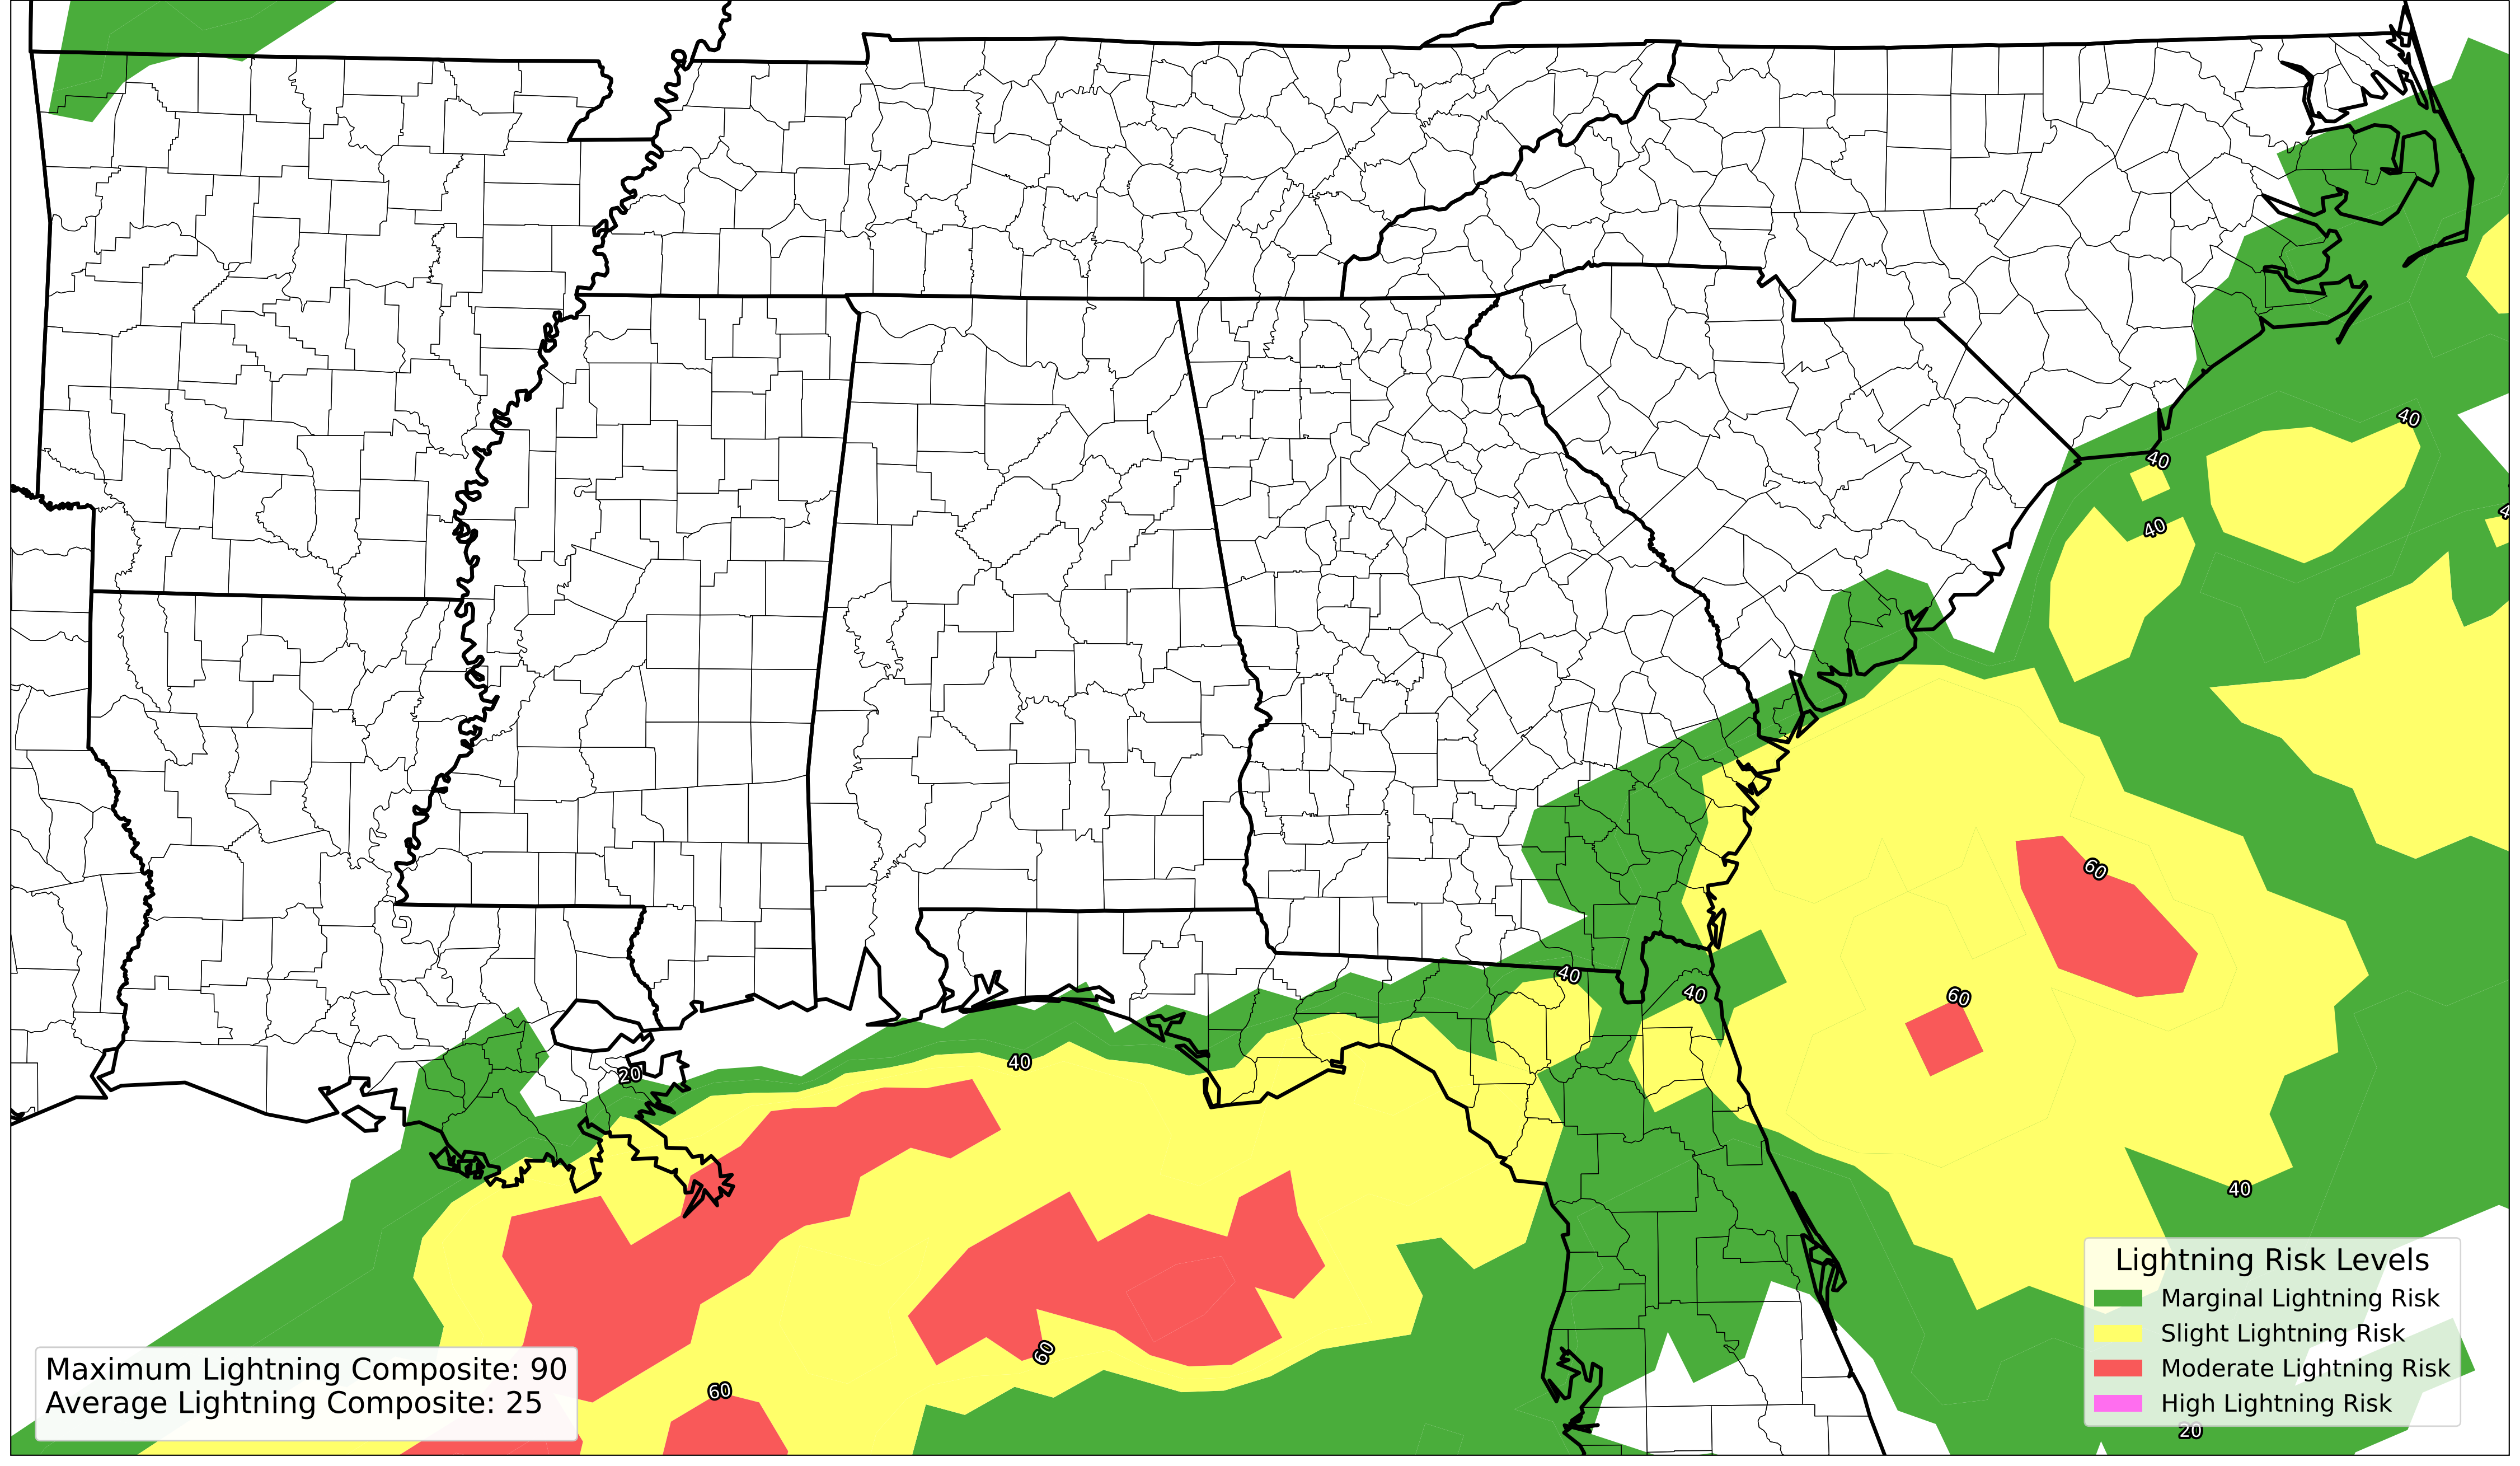 40
40
40
4
60
40
40
60
40
20
40
Lightning Risk Levels
Marginal Lightning Risk
Slight Lightning Risk
Moderate Lightning Risk
High Lightning Risk
60
60
20
Maximum Lightning Composite: 90
Average Lightning Composite: 25